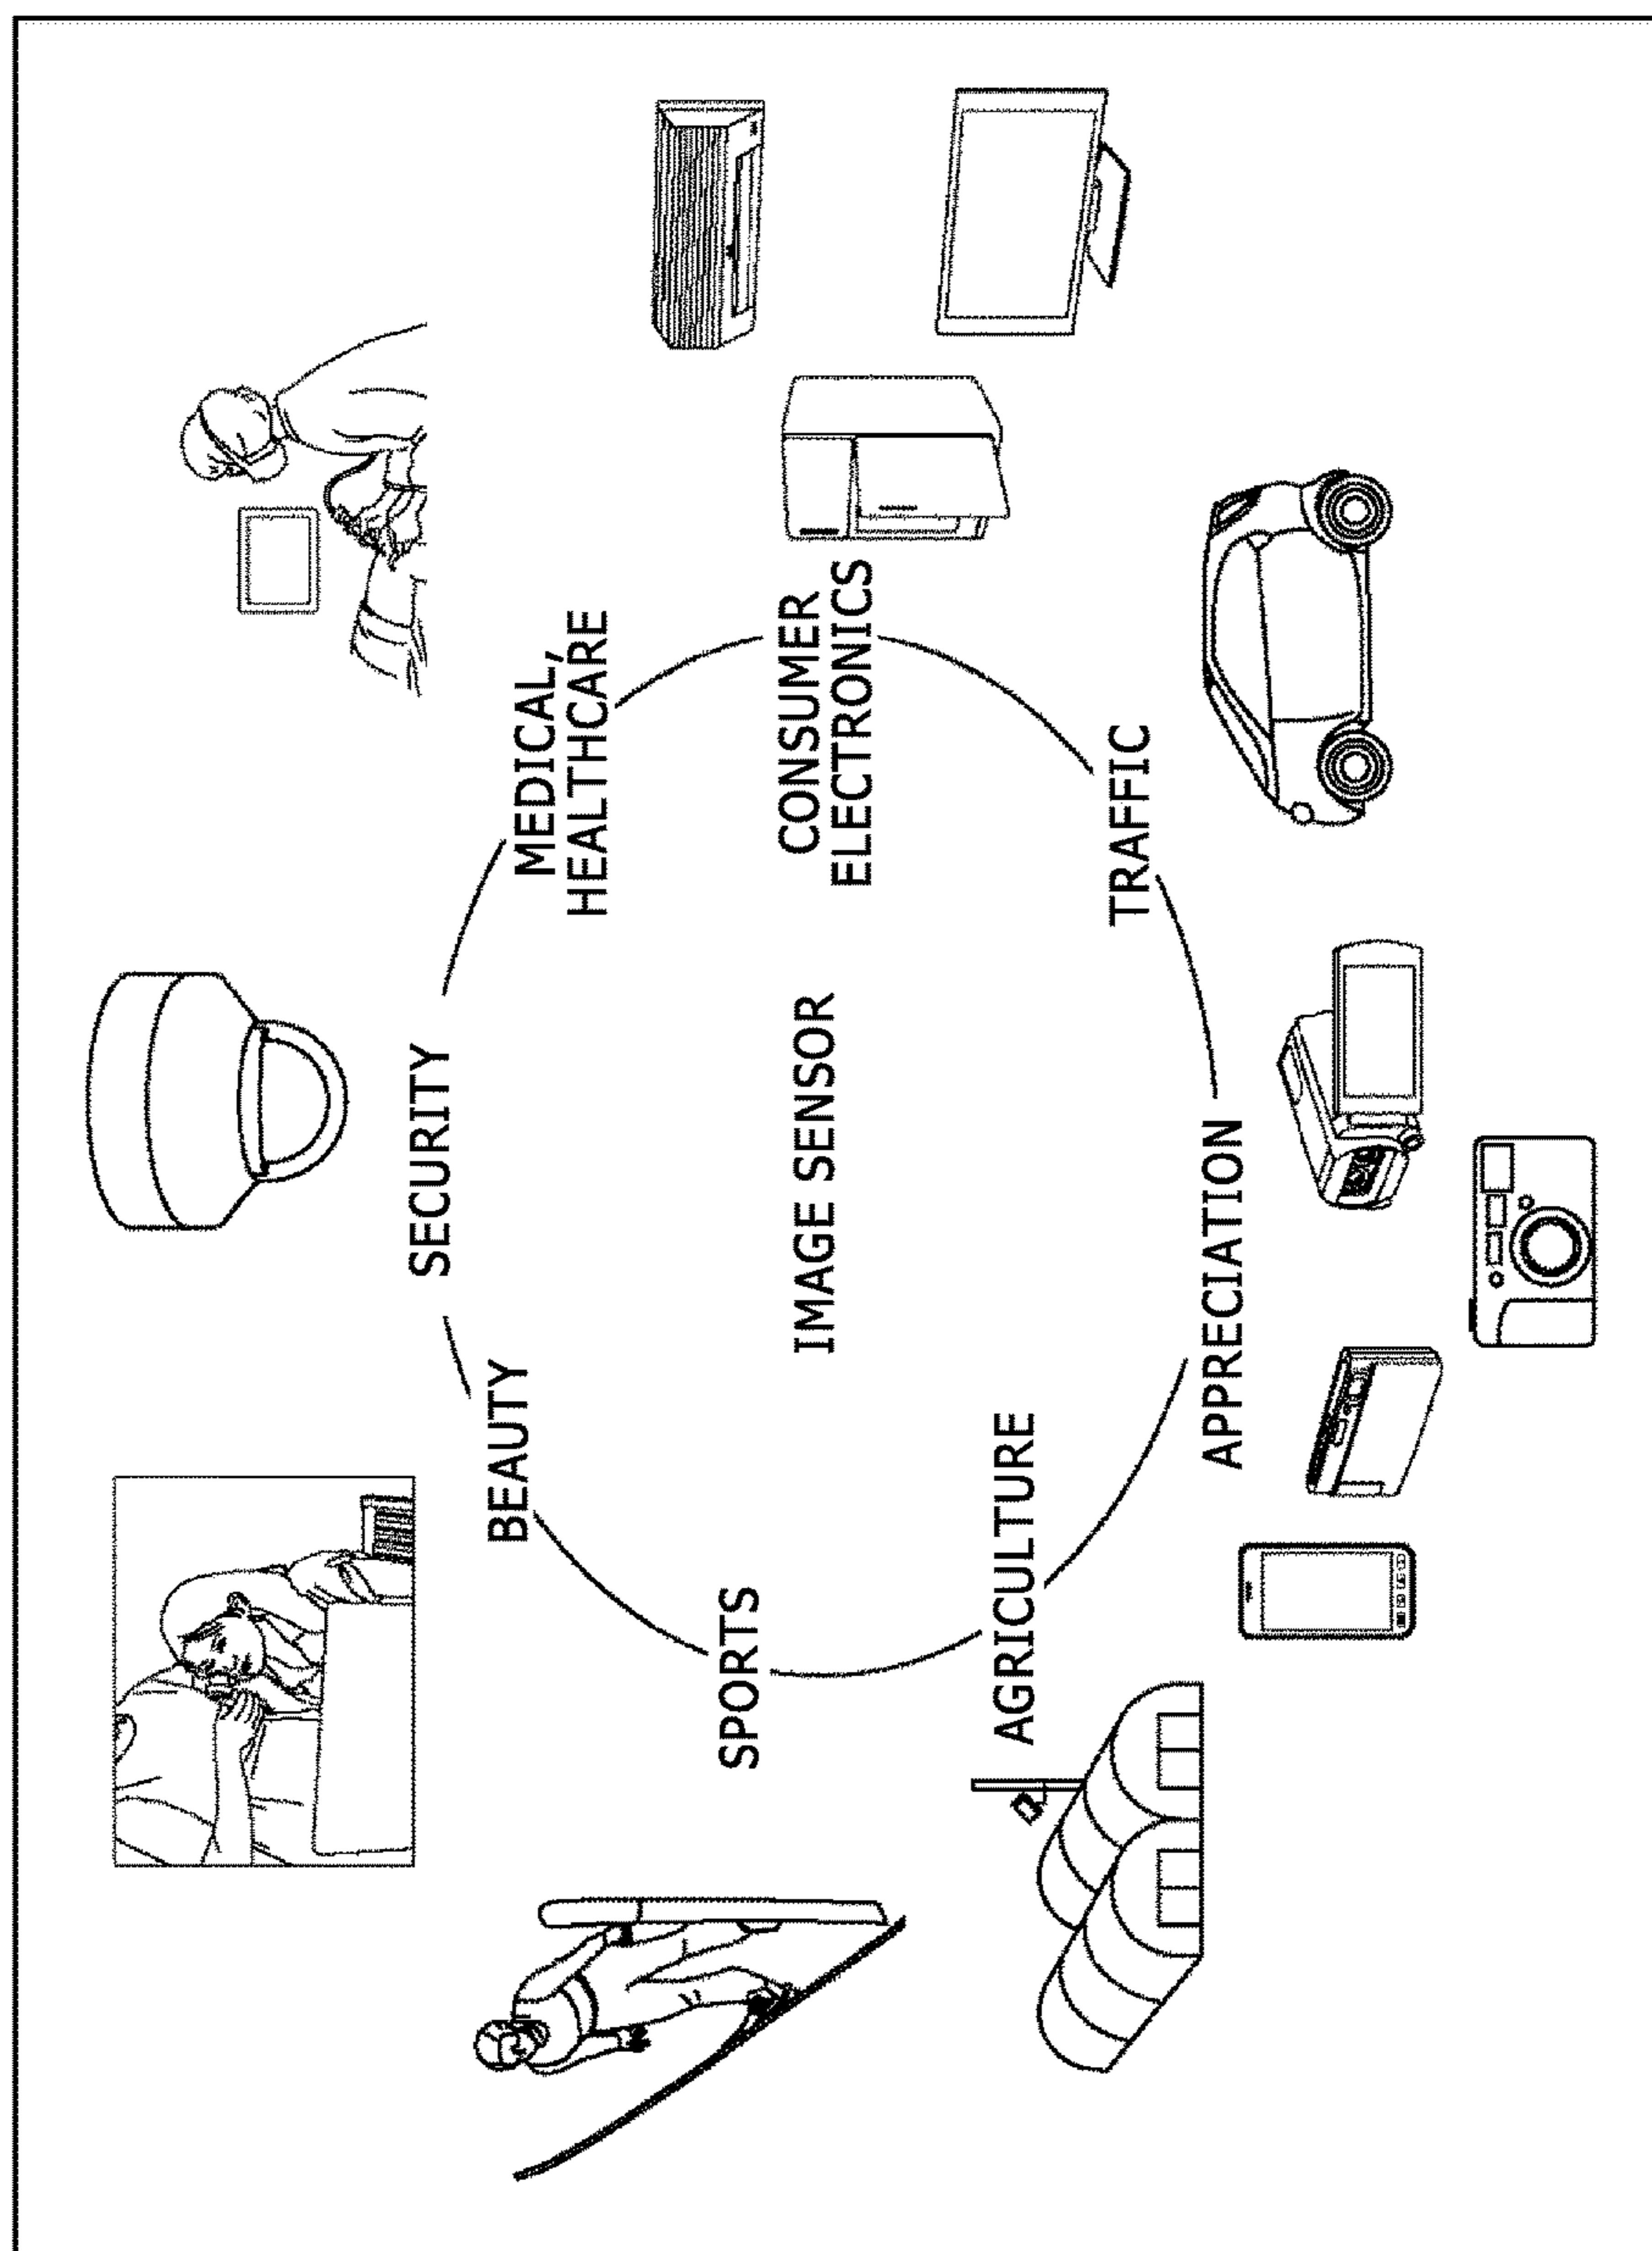 SECURITY
BEAUTY
MEDICAL,
HEALTHCARE
SPORTS
IMAGE SENSOR
CONSUMER
ELECTRONICS
AGRICULTURE
TRAFFIC
APPRECIATION